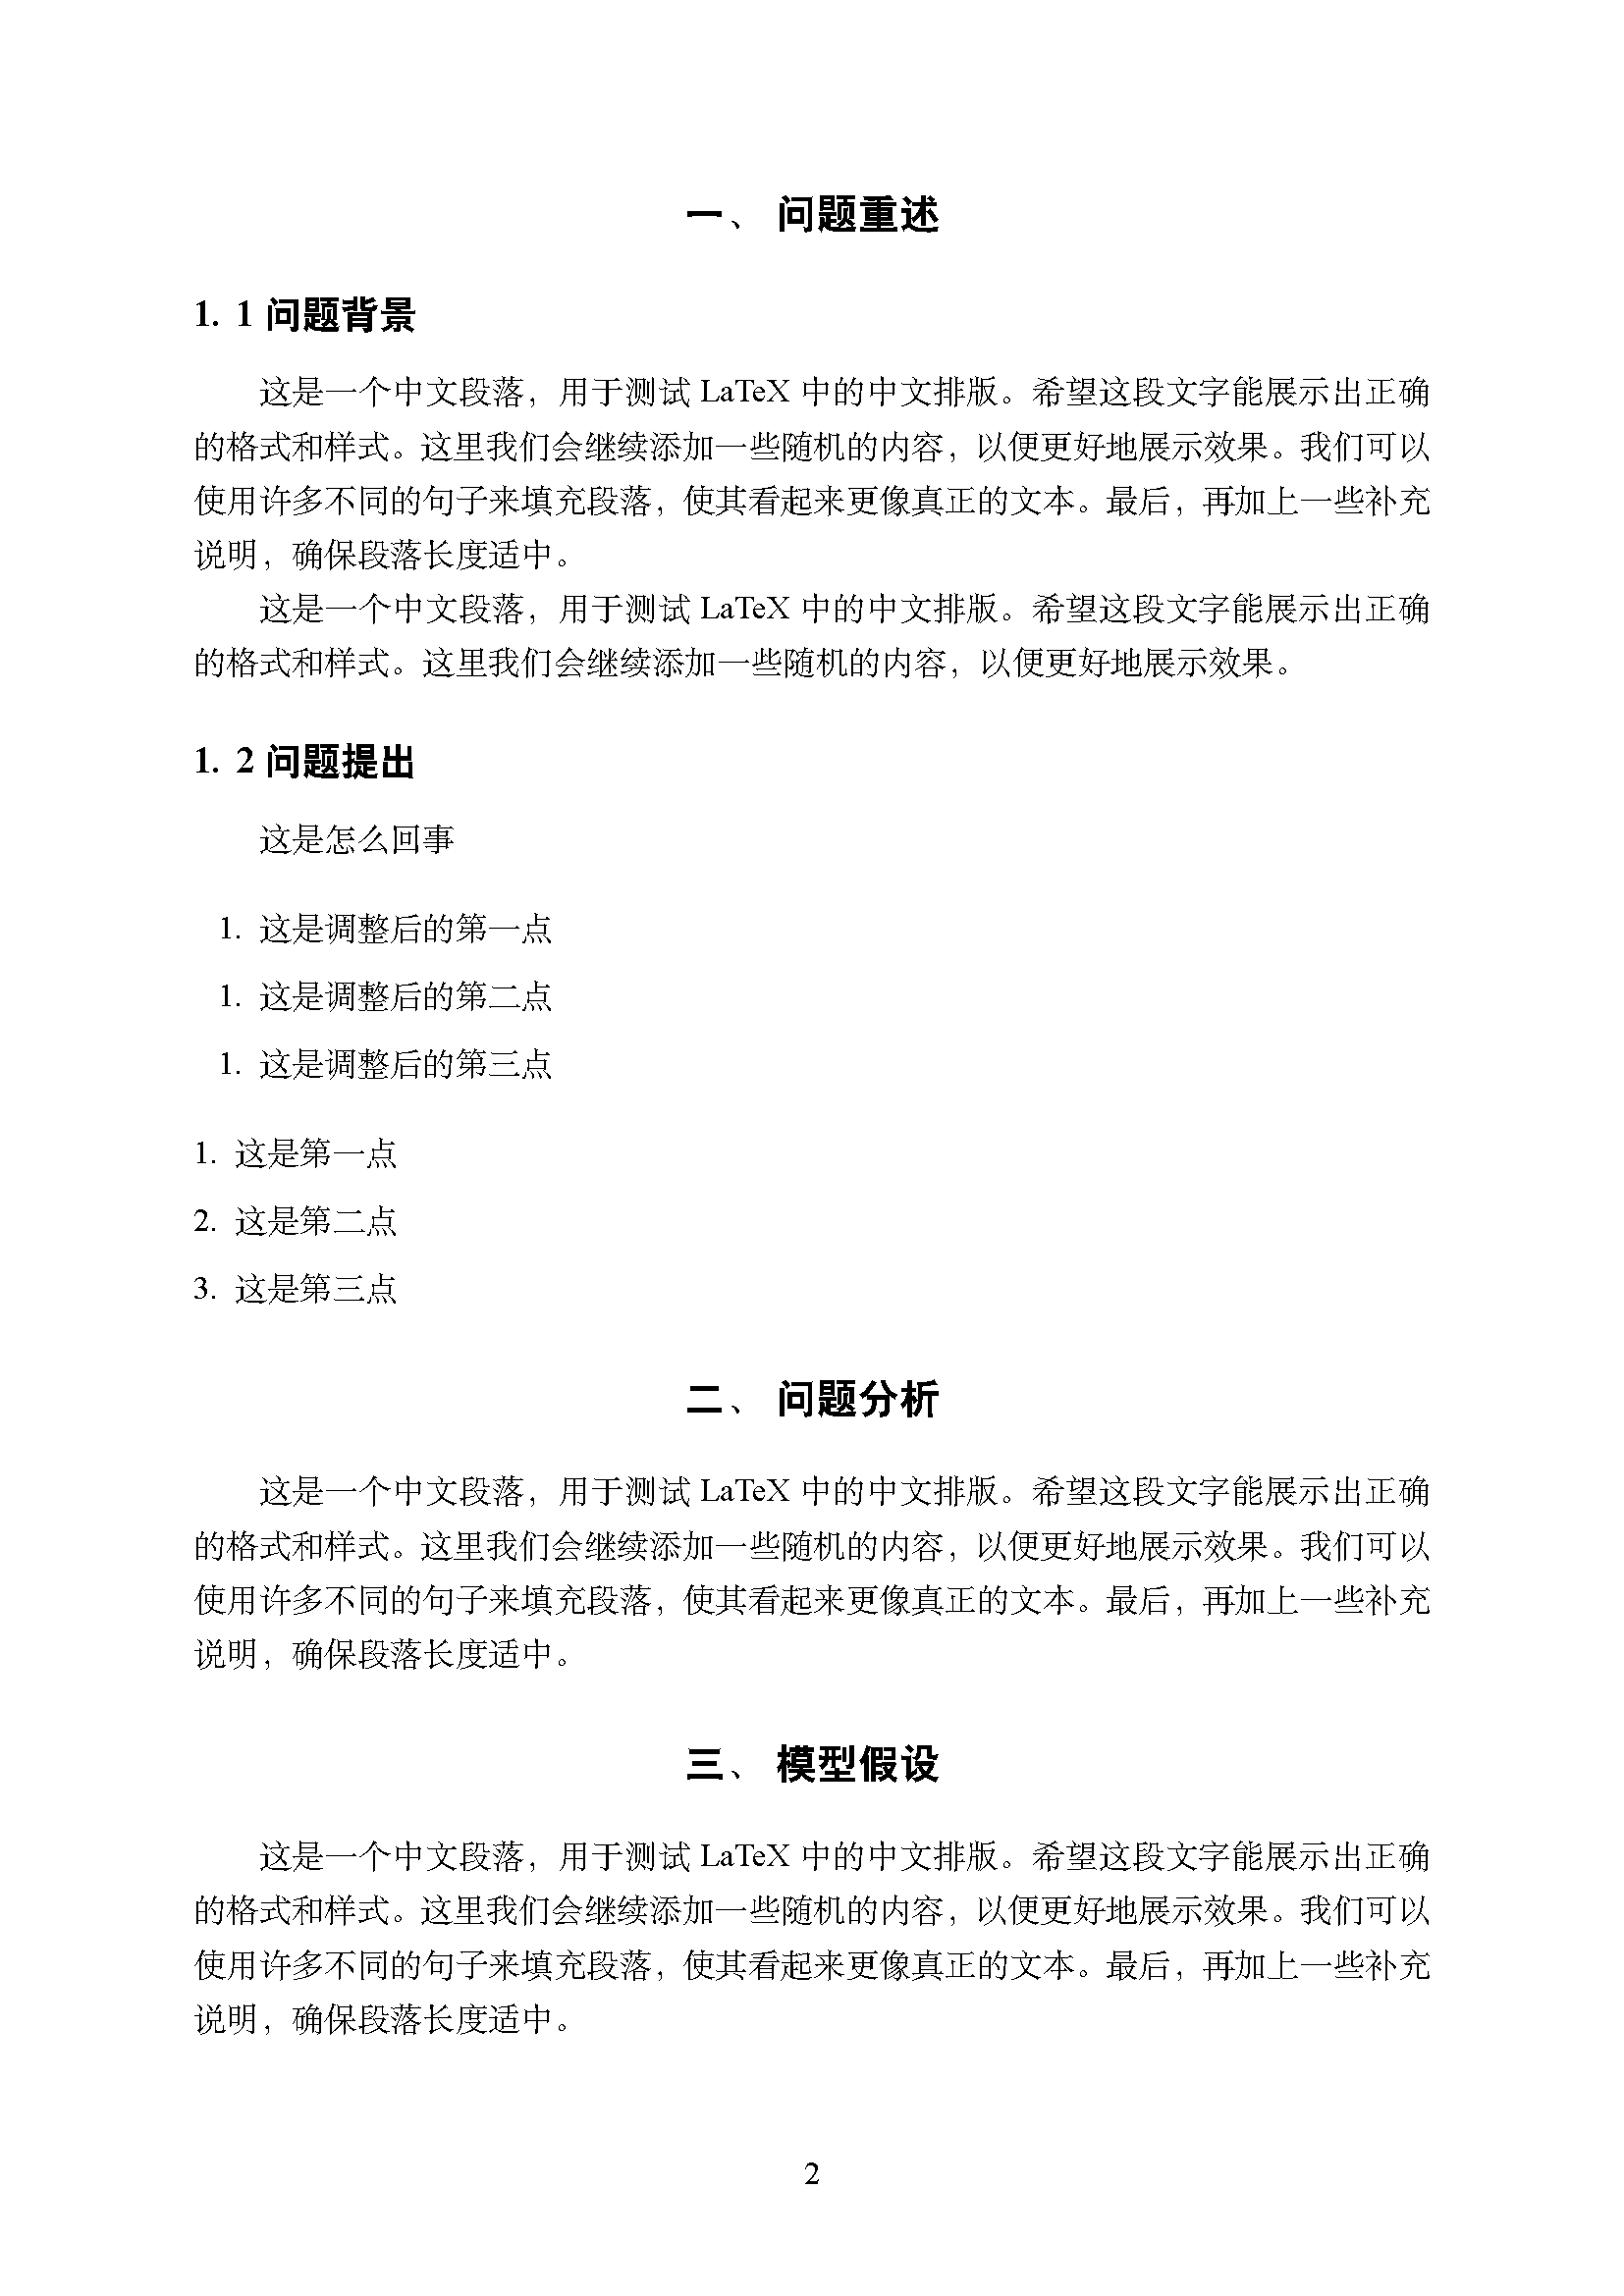 一、 问题重述
1. 1 问题背景
这是一个中文段落，用于测试 LaTeX 中的中文排版。希望这段文字能展示出正确
的格式和样式。这里我们会继续添加一些随机的内容，以便更好地展示效果。我们可以
使用许多不同的句子来填充段落，使其看起来更像真正的文本。最后，再加上一些补充
说明，确保段落长度适中。
这是一个中文段落，用于测试 LaTeX 中的中文排版。希望这段文字能展示出正确
的格式和样式。这里我们会继续添加一些随机的内容，以便更好地展示效果。
1. 2 问题提出
这是怎么回事
1. 这是调整后的第一点
1. 这是调整后的第二点
1. 这是调整后的第三点
1. 这是第一点
2. 这是第二点
3. 这是第三点
二、 问题分析
这是一个中文段落，用于测试 LaTeX 中的中文排版。希望这段文字能展示出正确
的格式和样式。这里我们会继续添加一些随机的内容，以便更好地展示效果。我们可以
使用许多不同的句子来填充段落，使其看起来更像真正的文本。最后，再加上一些补充
说明，确保段落长度适中。
三、 模型假设
这是一个中文段落，用于测试 LaTeX 中的中文排版。希望这段文字能展示出正确
的格式和样式。这里我们会继续添加一些随机的内容，以便更好地展示效果。我们可以
使用许多不同的句子来填充段落，使其看起来更像真正的文本。最后，再加上一些补充
说明，确保段落长度适中。
2